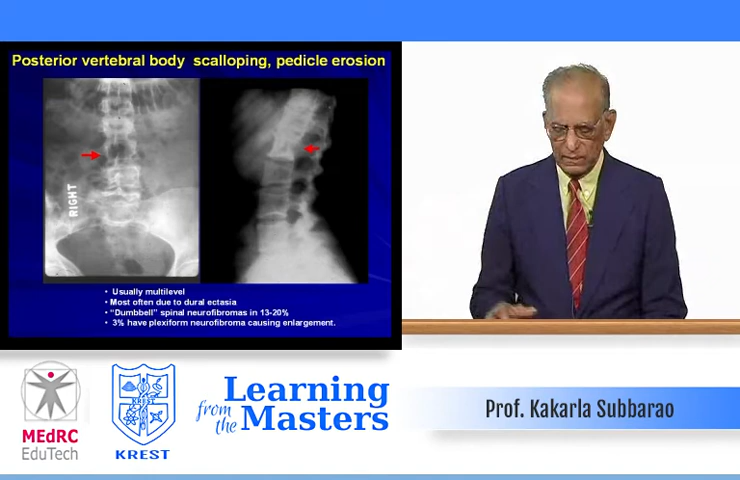 Posterior vertebral body scalloping, pedicle erosion
RIGHT
• Usually multilevel
• Most often due to dural ectasia
• "Dumbbell" spinal neurofibromas in 13-20%
• 3% have plexiform neurofibroma causing enlargement.
MEdRC
EduTech
KREST
KREST
Learning
from the Masters
Prof. Kakarla Subbarao